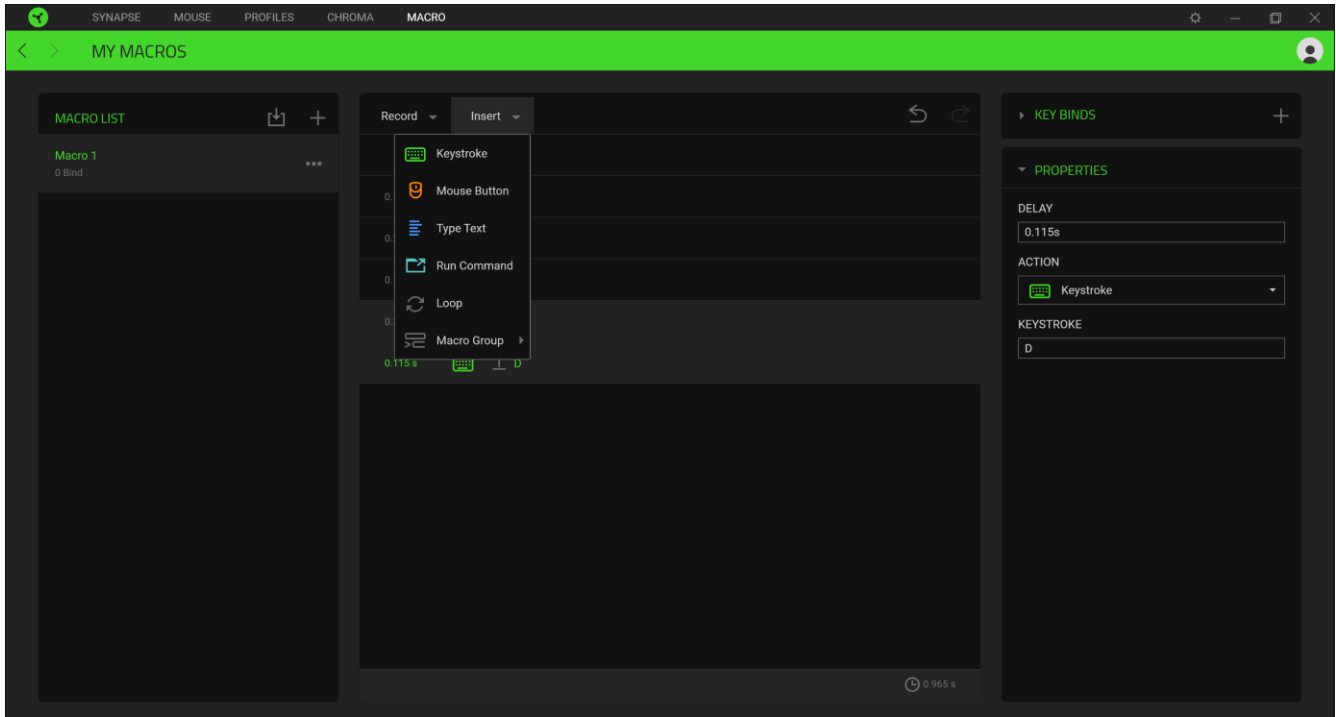 SYNAPSE MOUSE PROFILES CHROMA MACRO
MY MACROS
MACRO LIST
Macro 1
0 Bind
Record Insert
Keystroke
Mouse Button
Type Text
Run Command
Loop
Macro Group
0.115 s D
0.965 s
KEY BINDS
PROPERTIES
DELAY
0.115s
ACTION
Keystroke
KEYSTROKE
D